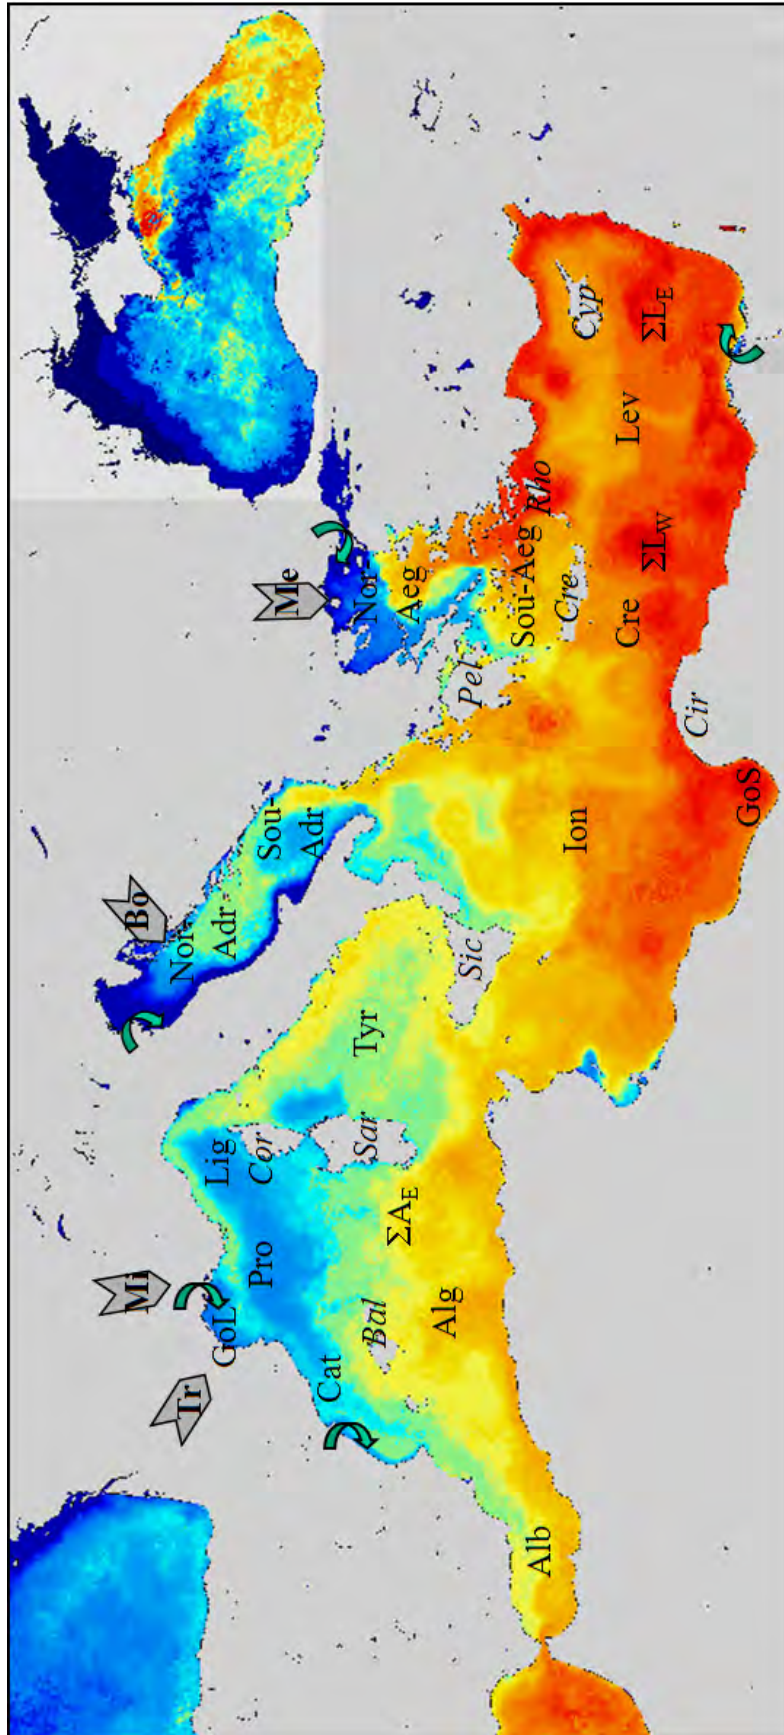 Tr
Mi
Bo
Me
GoL
Cat
Pro
Lig
Cor
Nor-
Adr
Sou-
Adr
Nor-
Aeg
Sou-Aeg
Rho
Pel
Cre
Bal
ΣA_E
Sar
Tyr
Sic
Alb
Alg
Ion
Cre
Cir
GoS
ΣL_W
Lev
ΣL_E
Cyp